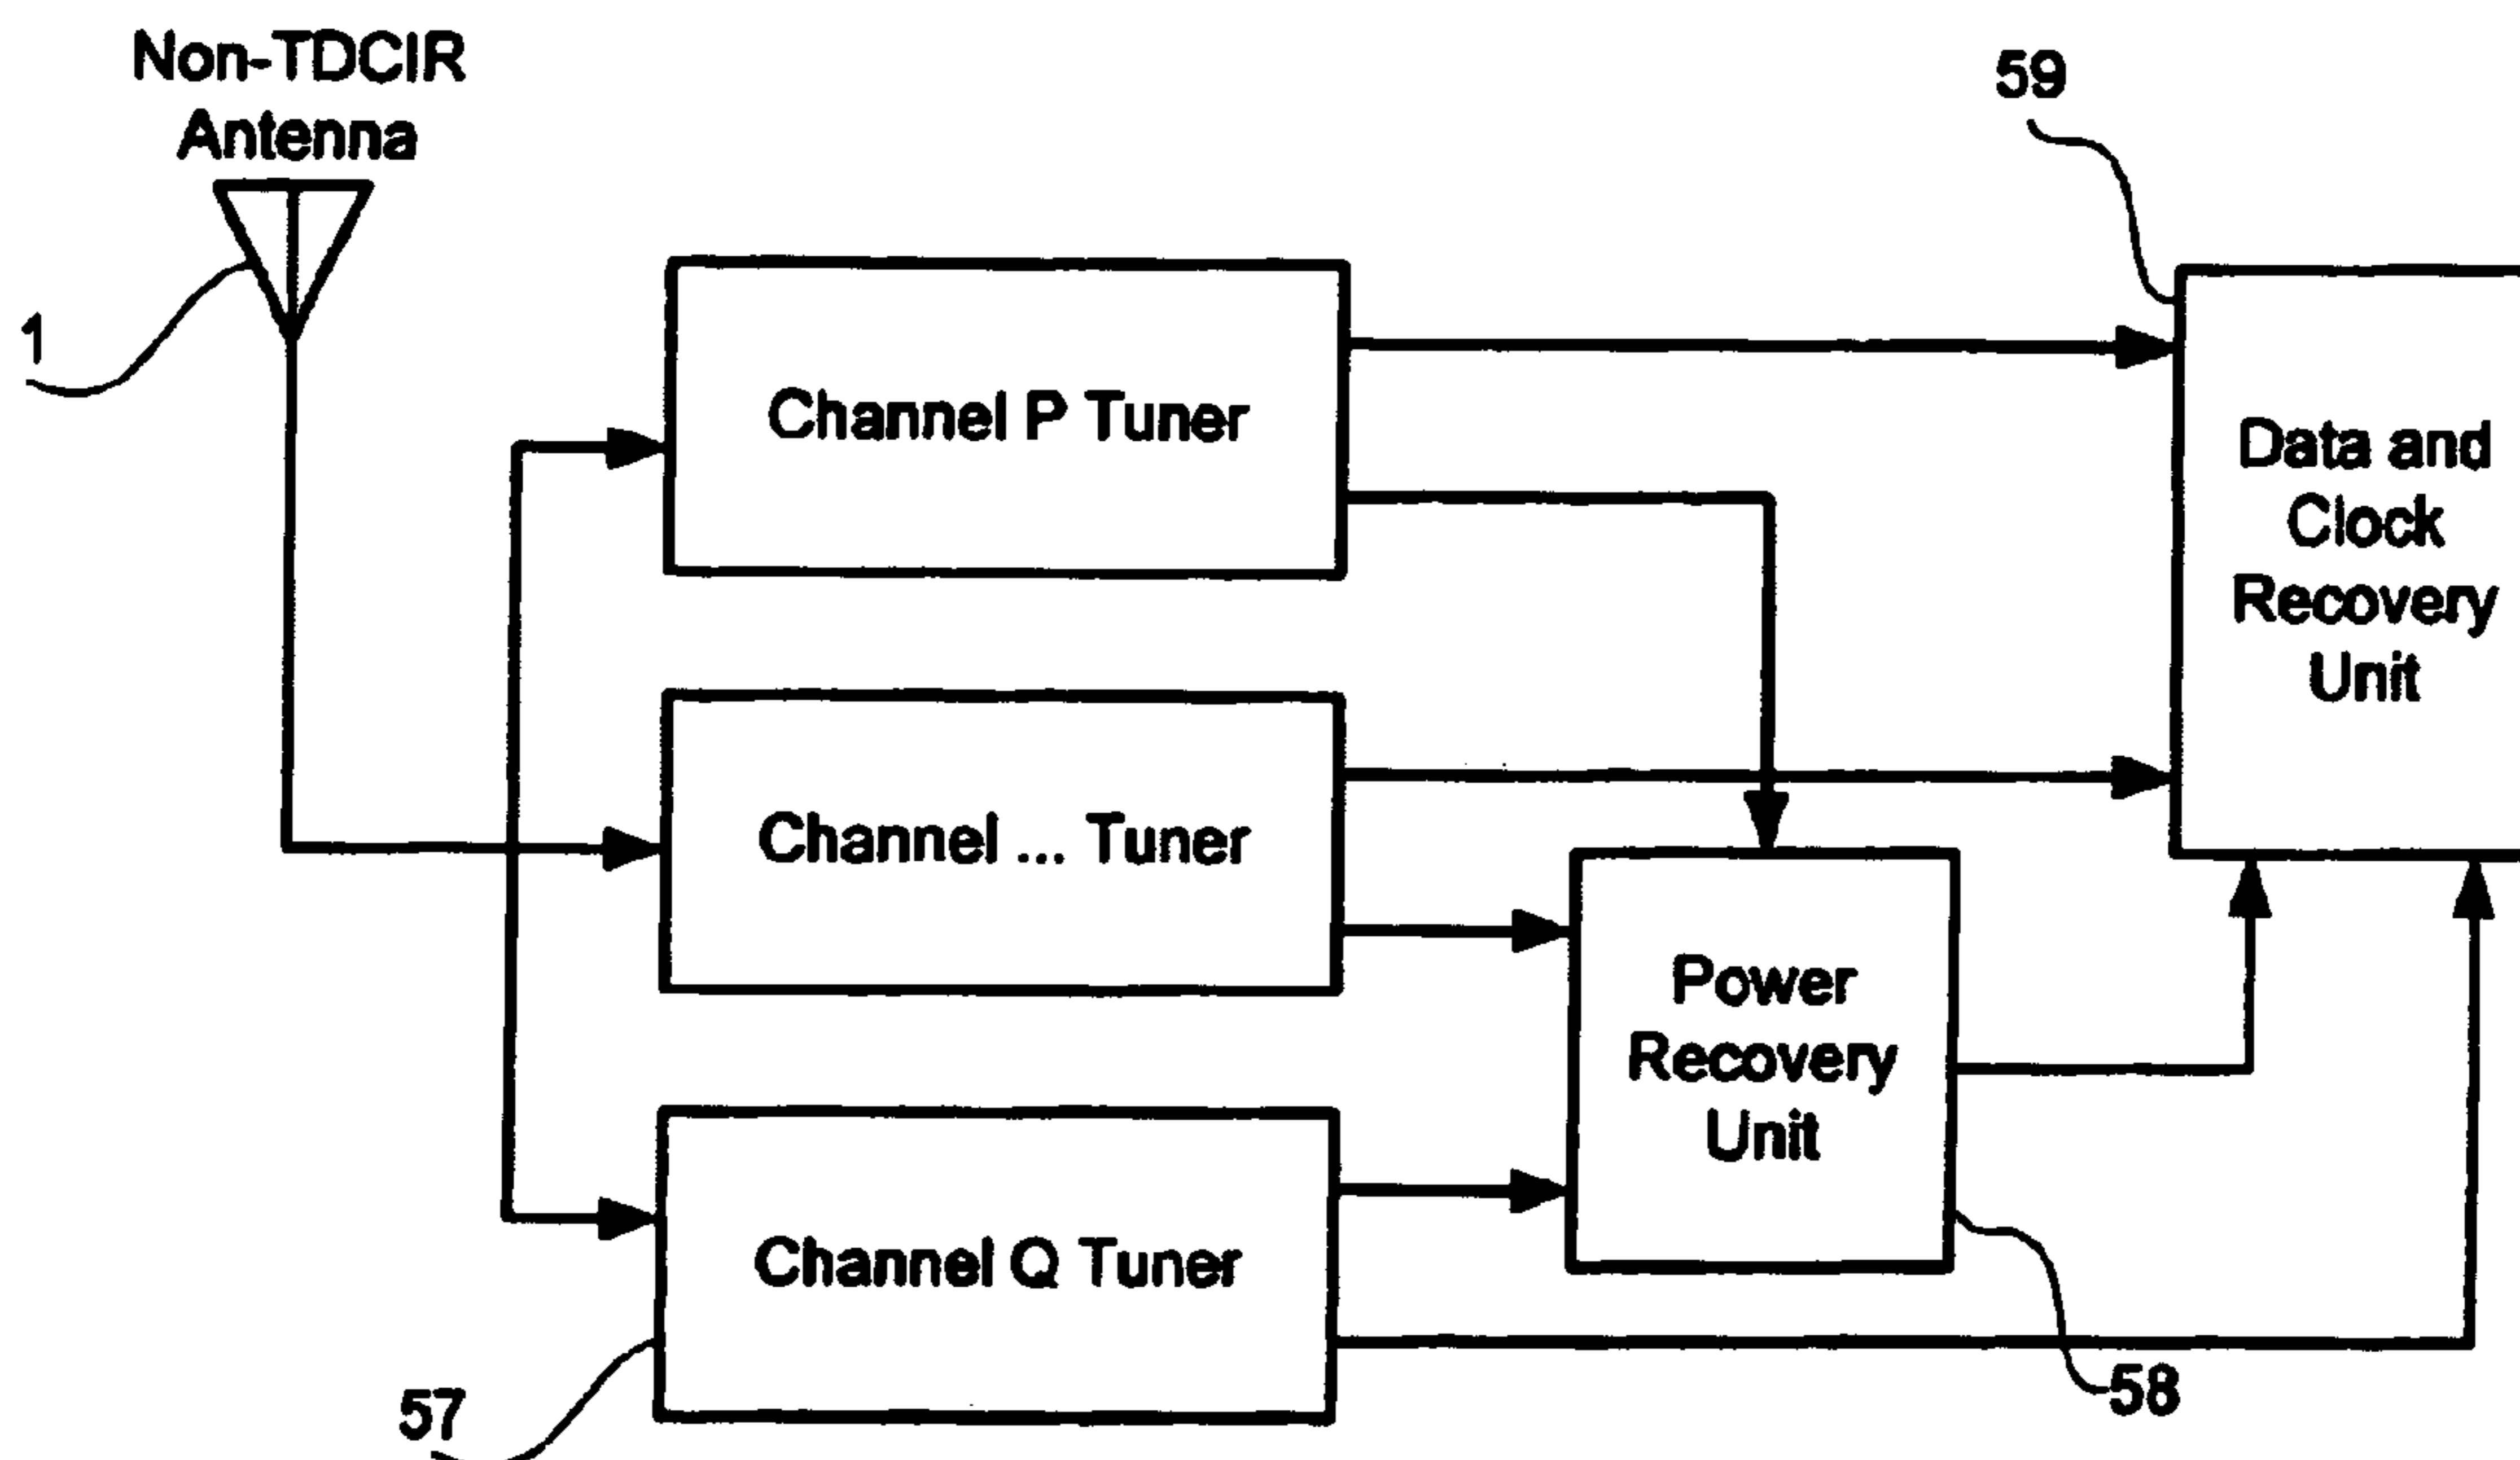 Non-TDCIR
Antenna
59
1
Channel P Tuner
Data and
Clock
Recovery
Unit
Channel ... Tuner
Power
Recovery
Unit
Channel Q Tuner
57
58